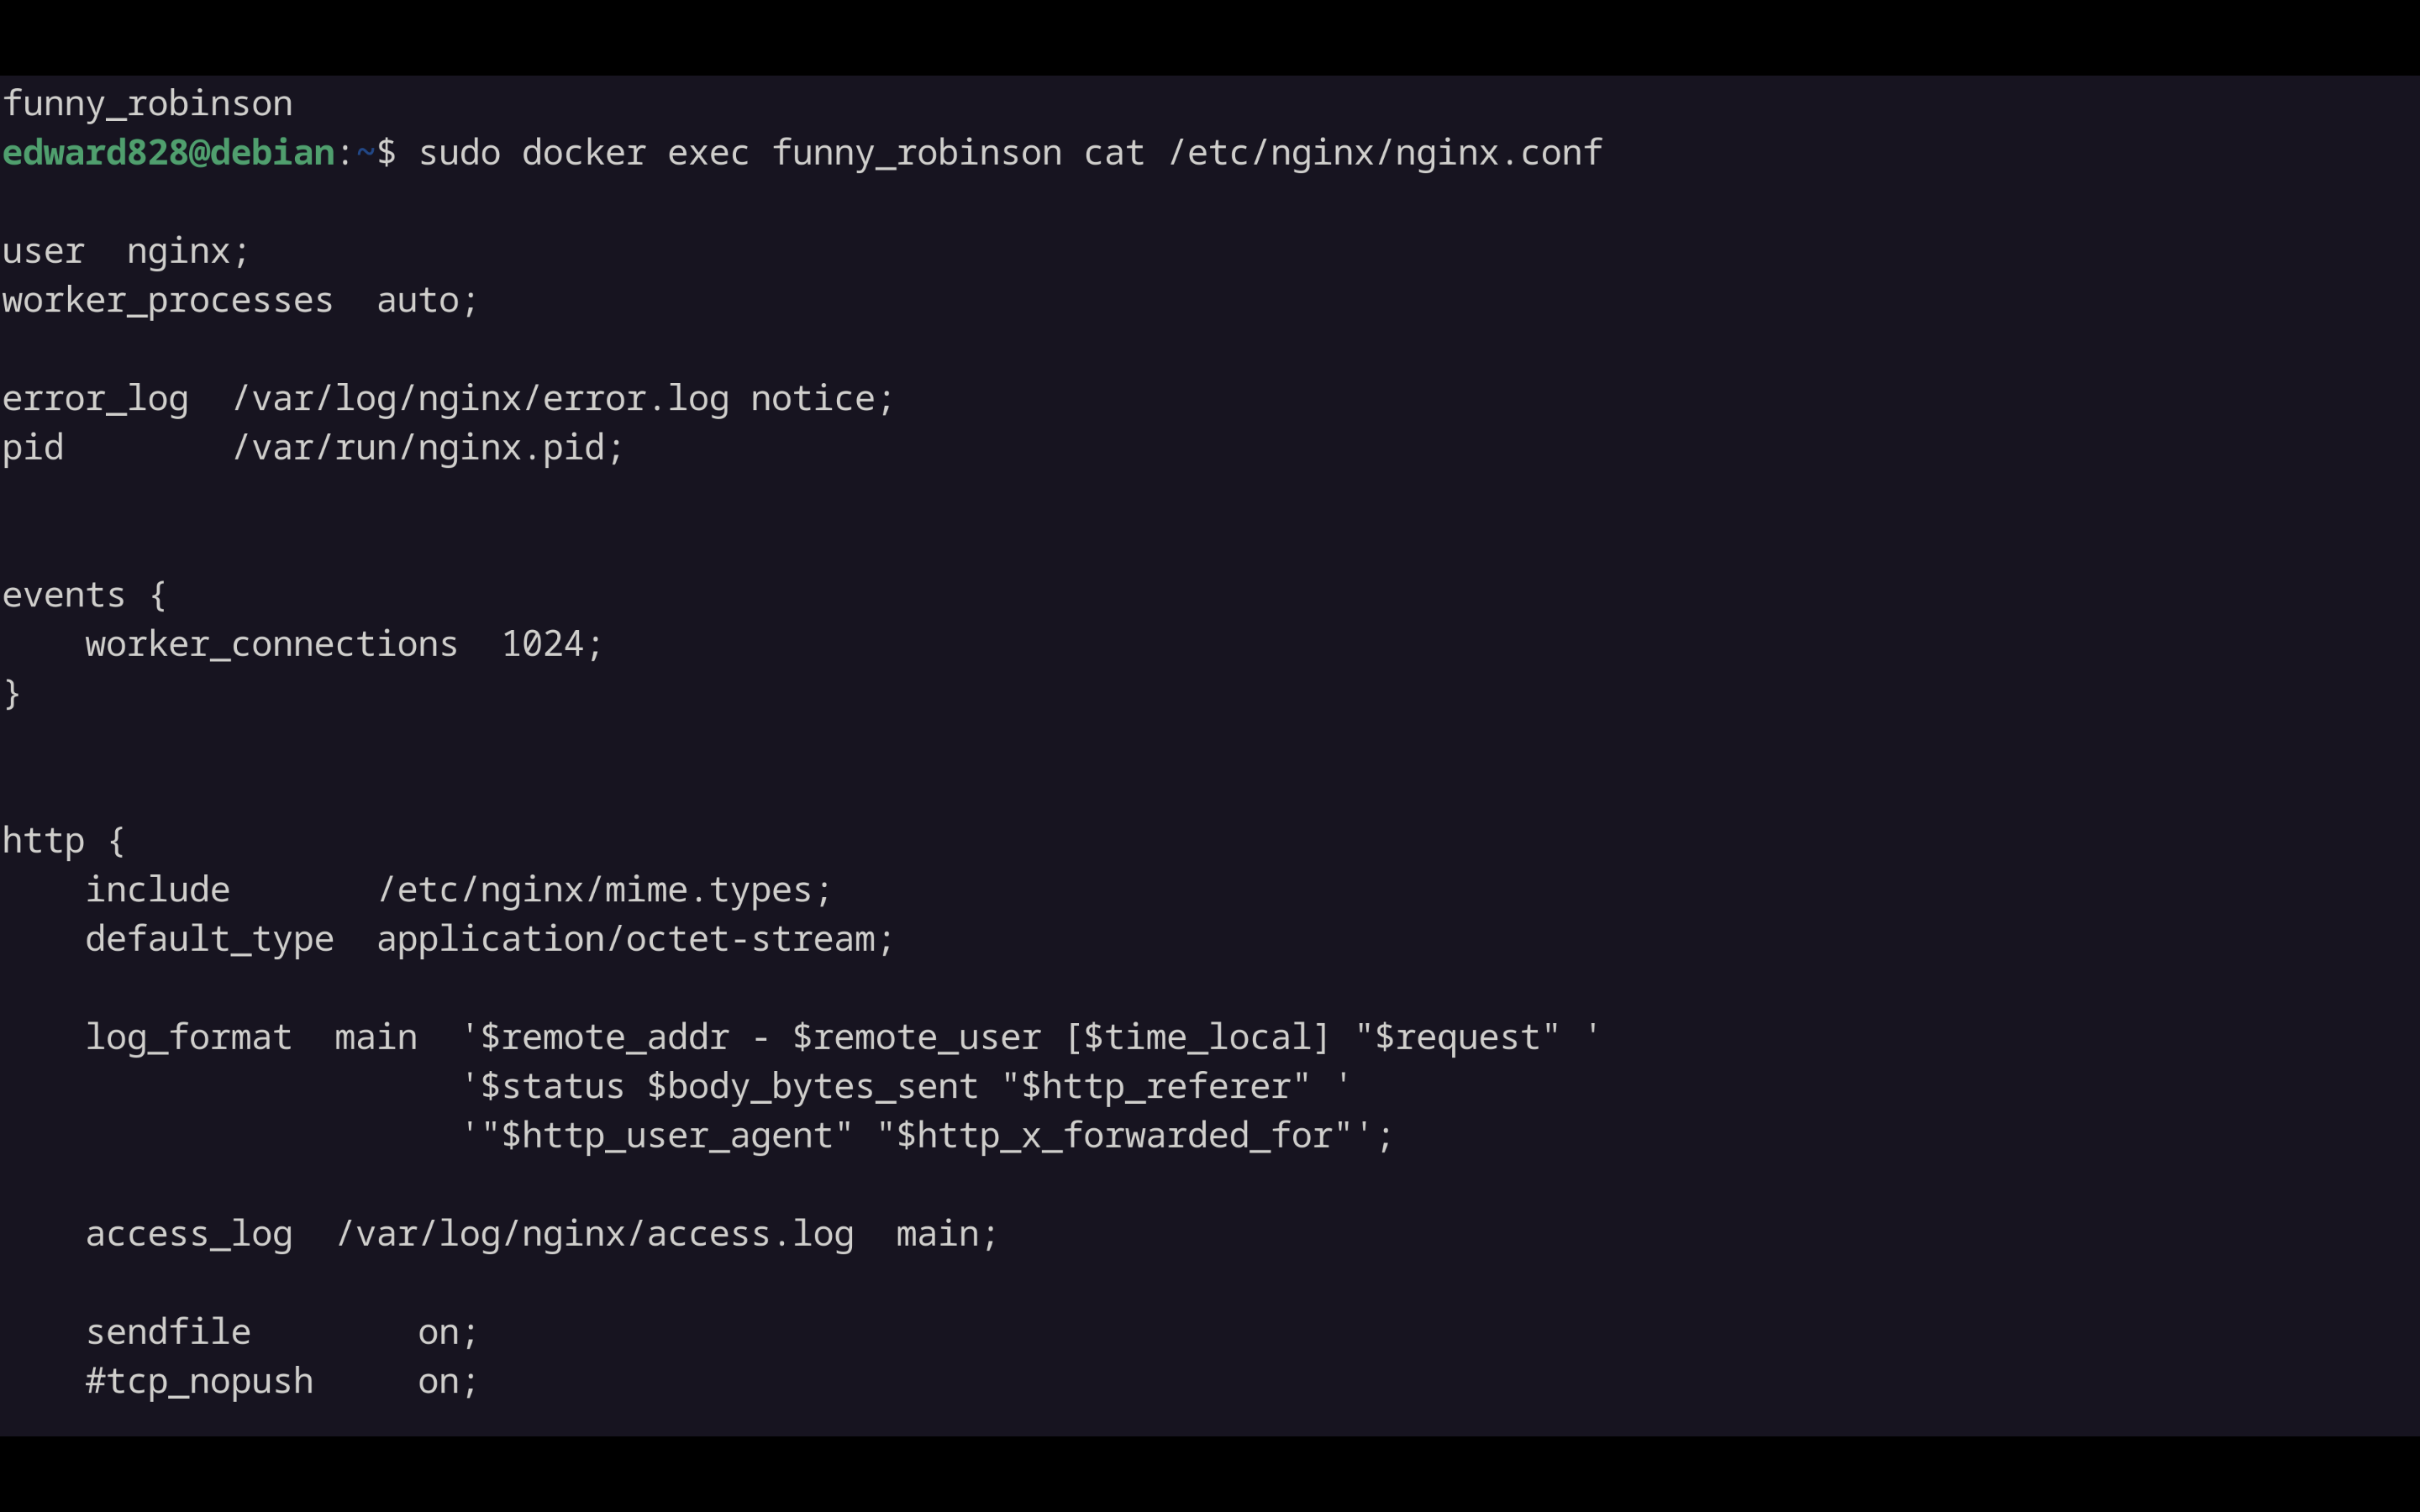 funny_robinson
edward828@debian:~$ sudo docker exec funny_robinson cat /etc/nginx/nginx.conf

user  nginx;
worker_processes  auto;

error_log  /var/log/nginx/error.log notice;
pid        /var/run/nginx.pid;


events {
    worker_connections  1024;
}


http {
    include       /etc/nginx/mime.types;
    default_type  application/octet-stream;

    log_format  main  '$remote_addr - $remote_user [$time_local] "$request" '
                      '$status $body_bytes_sent "$http_referer" '
                      '"$http_user_agent" "$http_x_forwarded_for"';

    access_log  /var/log/nginx/access.log  main;

    sendfile        on;
    #tcp_nopush     on;